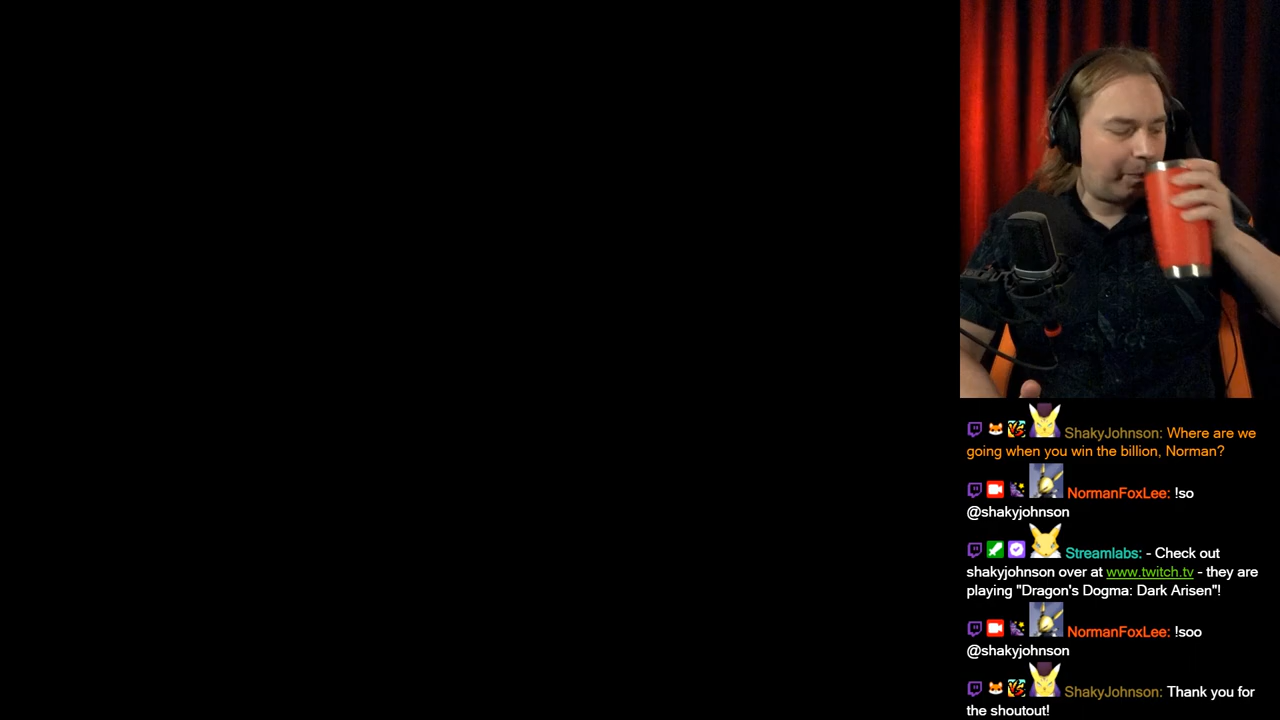 ShakyJohnson: Where are we
going when you win the billion, Norman?
NormanFoxLee: !so
@shakyjohnson
Streamlabs: - Check out
shakyjohnson over at www.twitch.tv - they are
playing "Dragon's Dogma: Dark Arisen"!
NormanFoxLee: !soo
@shakyjohnson
ShakyJohnson: Thank you for
the shoutout!